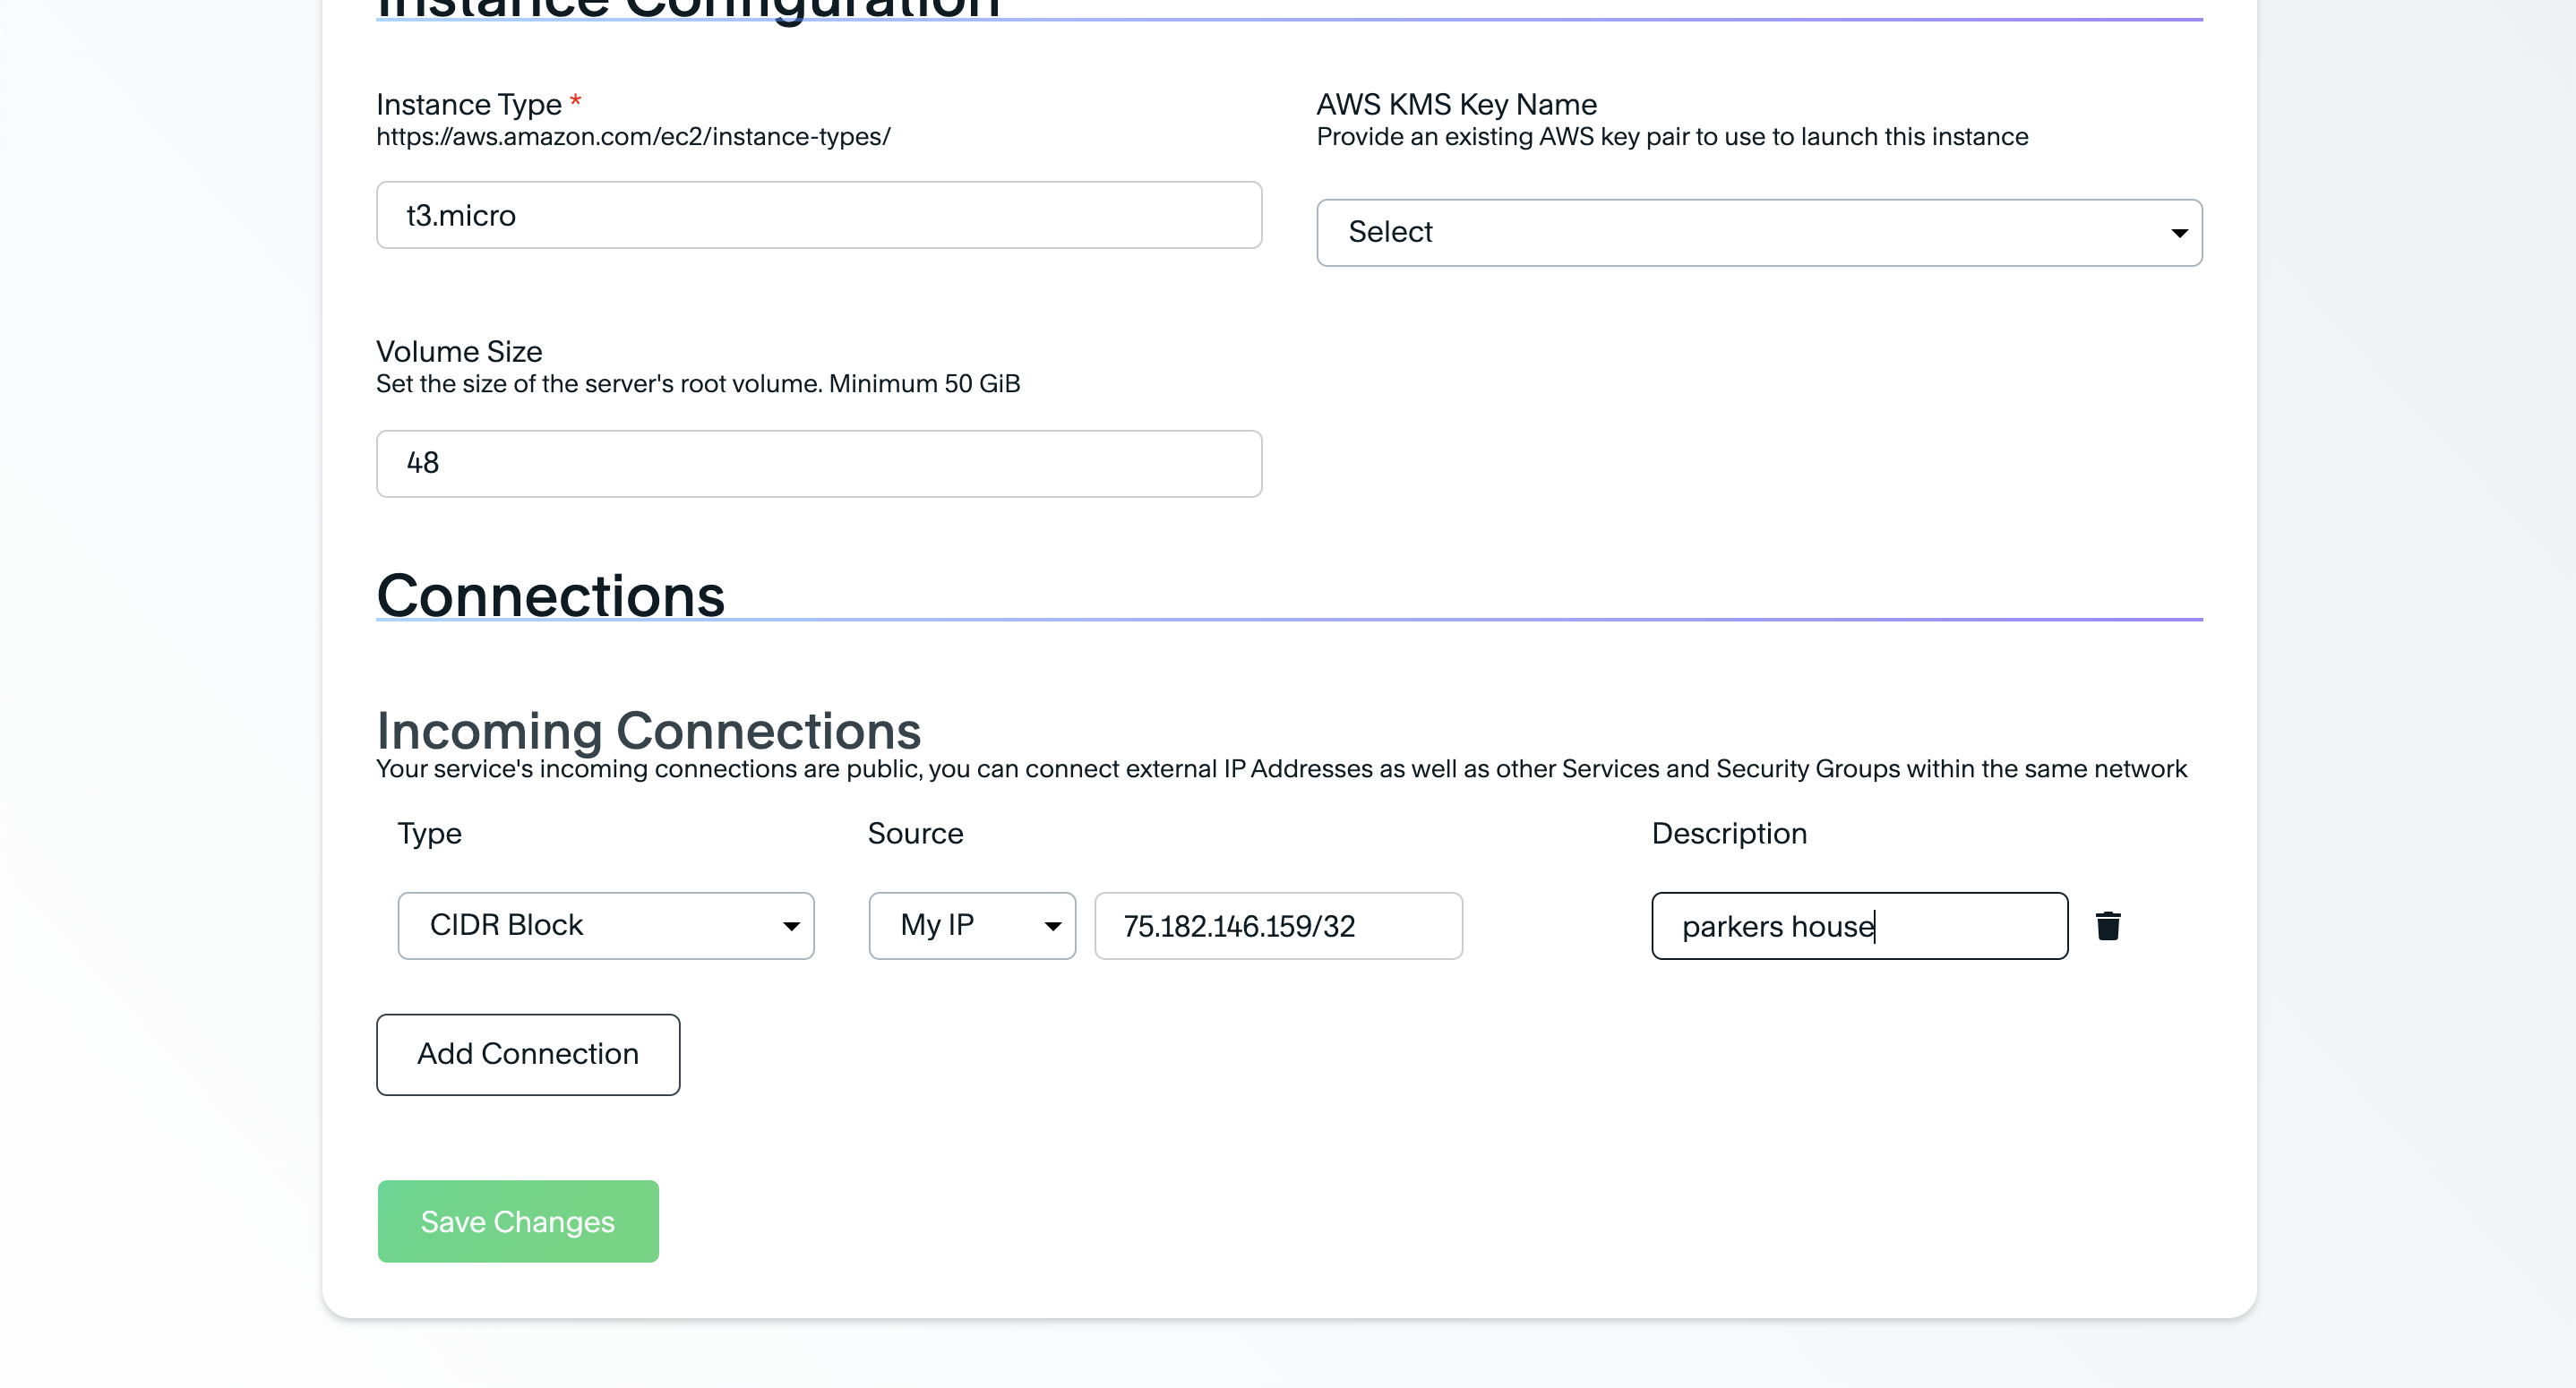 Instance Configuration
Instance Type *
https://aws.amazon.com/ec2/instance-types/
t3.micro
AWS KMS Key Name
Provide an existing AWS key pair to use to launch this instance
Select
Volume Size
Set the size of the server's root volume. Minimum 50 GiB
48
Connections
Incoming Connections
Your service's incoming connections are public, you can connect external IP Addresses as well as other Services and Security Groups within the same network
Type
Source
Description
CIDR Block
My IP
75.182.146.159/32
parkers house
Add Connection
Save Changes